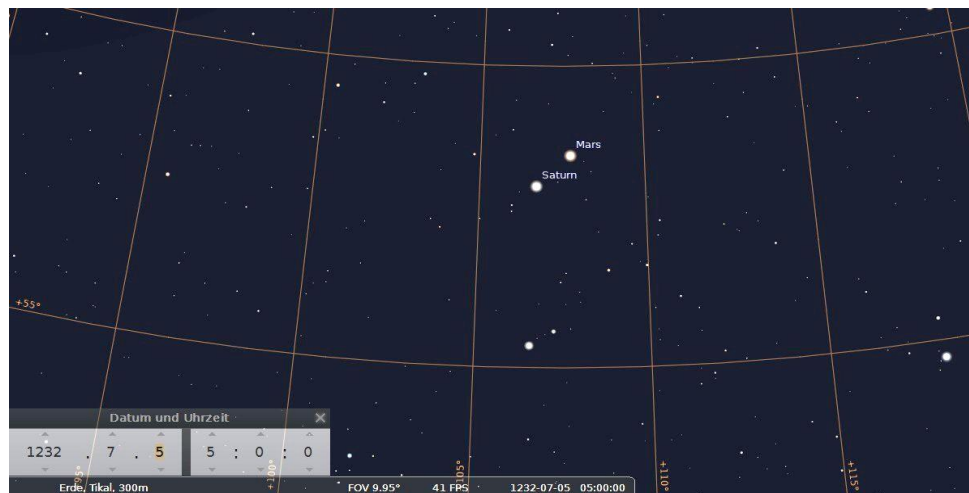 Mars
Saturn
+55°
Datum und Uhrzeit
1232 . 7 . 5 5 : 0 : 0
+95°
+100°
+105°
+110°
+115°
Erde, Tikal, 300m FOV 9.95° 41 FPS 1232-07-05 05:00:00